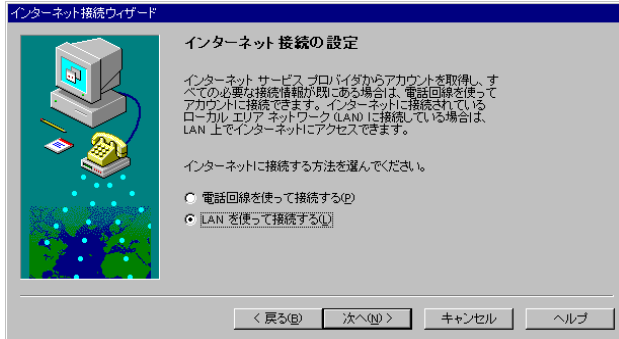 インターネット接続ウィザード
インターネット接続の設定
インターネット サービス プロバイダからアカウントを取得し、す
べての必要な接続情報が既にある場合は、電話回線を使って
アカウントに接続できます。インターネットに接続されている
ローカル エリア ネットワーク (LAN) に接続している場合は、
LAN 上でインターネットにアクセスできます。
インターネットに接続する方法を選んでください。
電話回線を使って接続する(P)
LAN を使って接続する(L)
< 戻る(B) 次へ(N) > キャンセル ヘルプ